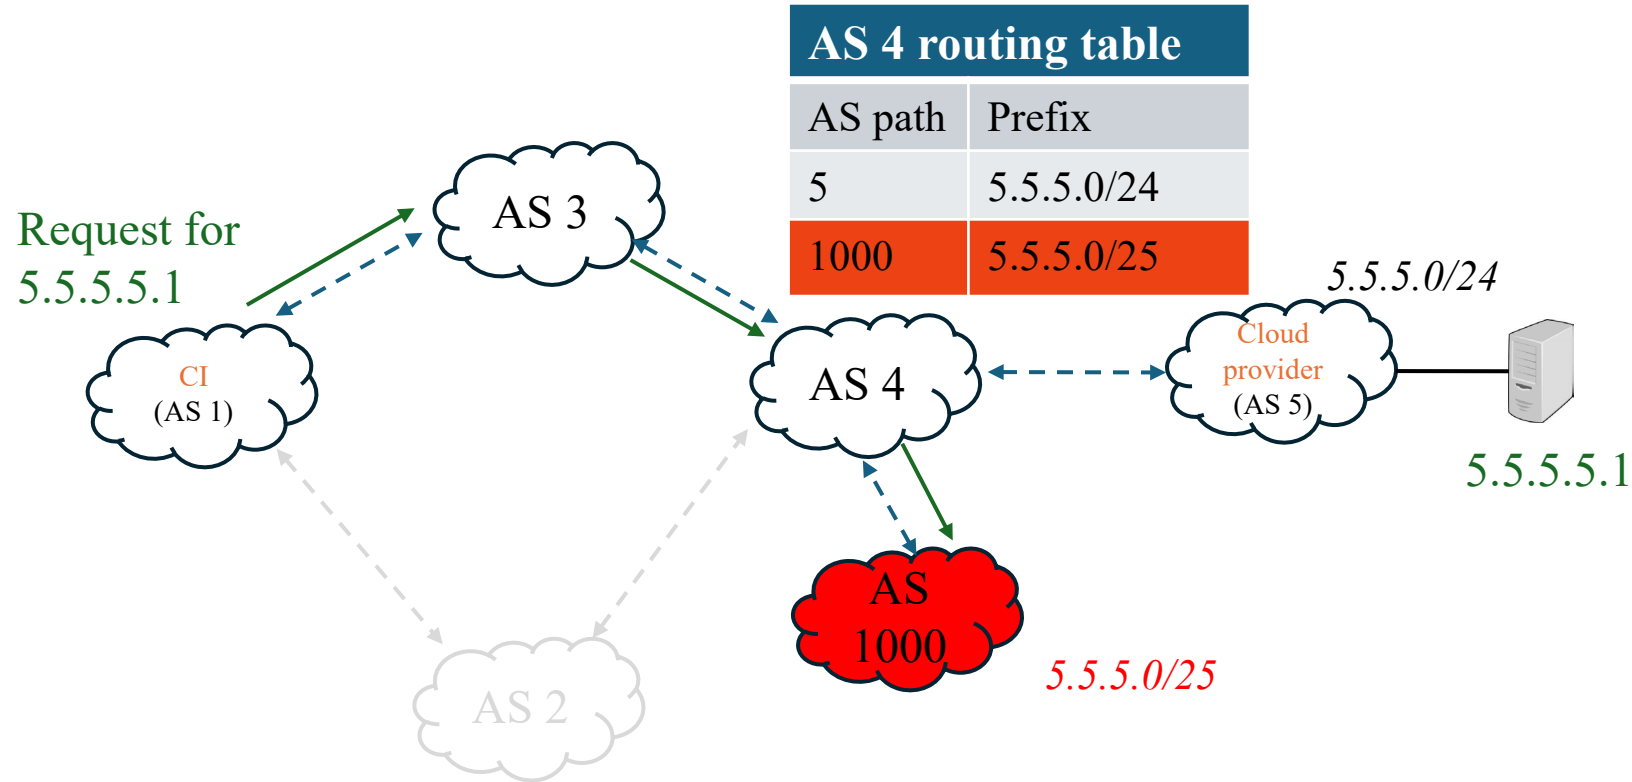 AS 4 routing table
AS path Prefix
5 5.5.5.0/24
1000 5.5.5.0/25
AS 3
Request for
5.5.5.5.1
5.5.5.0/24
CI
(AS 1)
AS 4
Cloud
provider
(AS 5)
5.5.5.5.1
AS
1000
5.5.5.0/25
AS 2